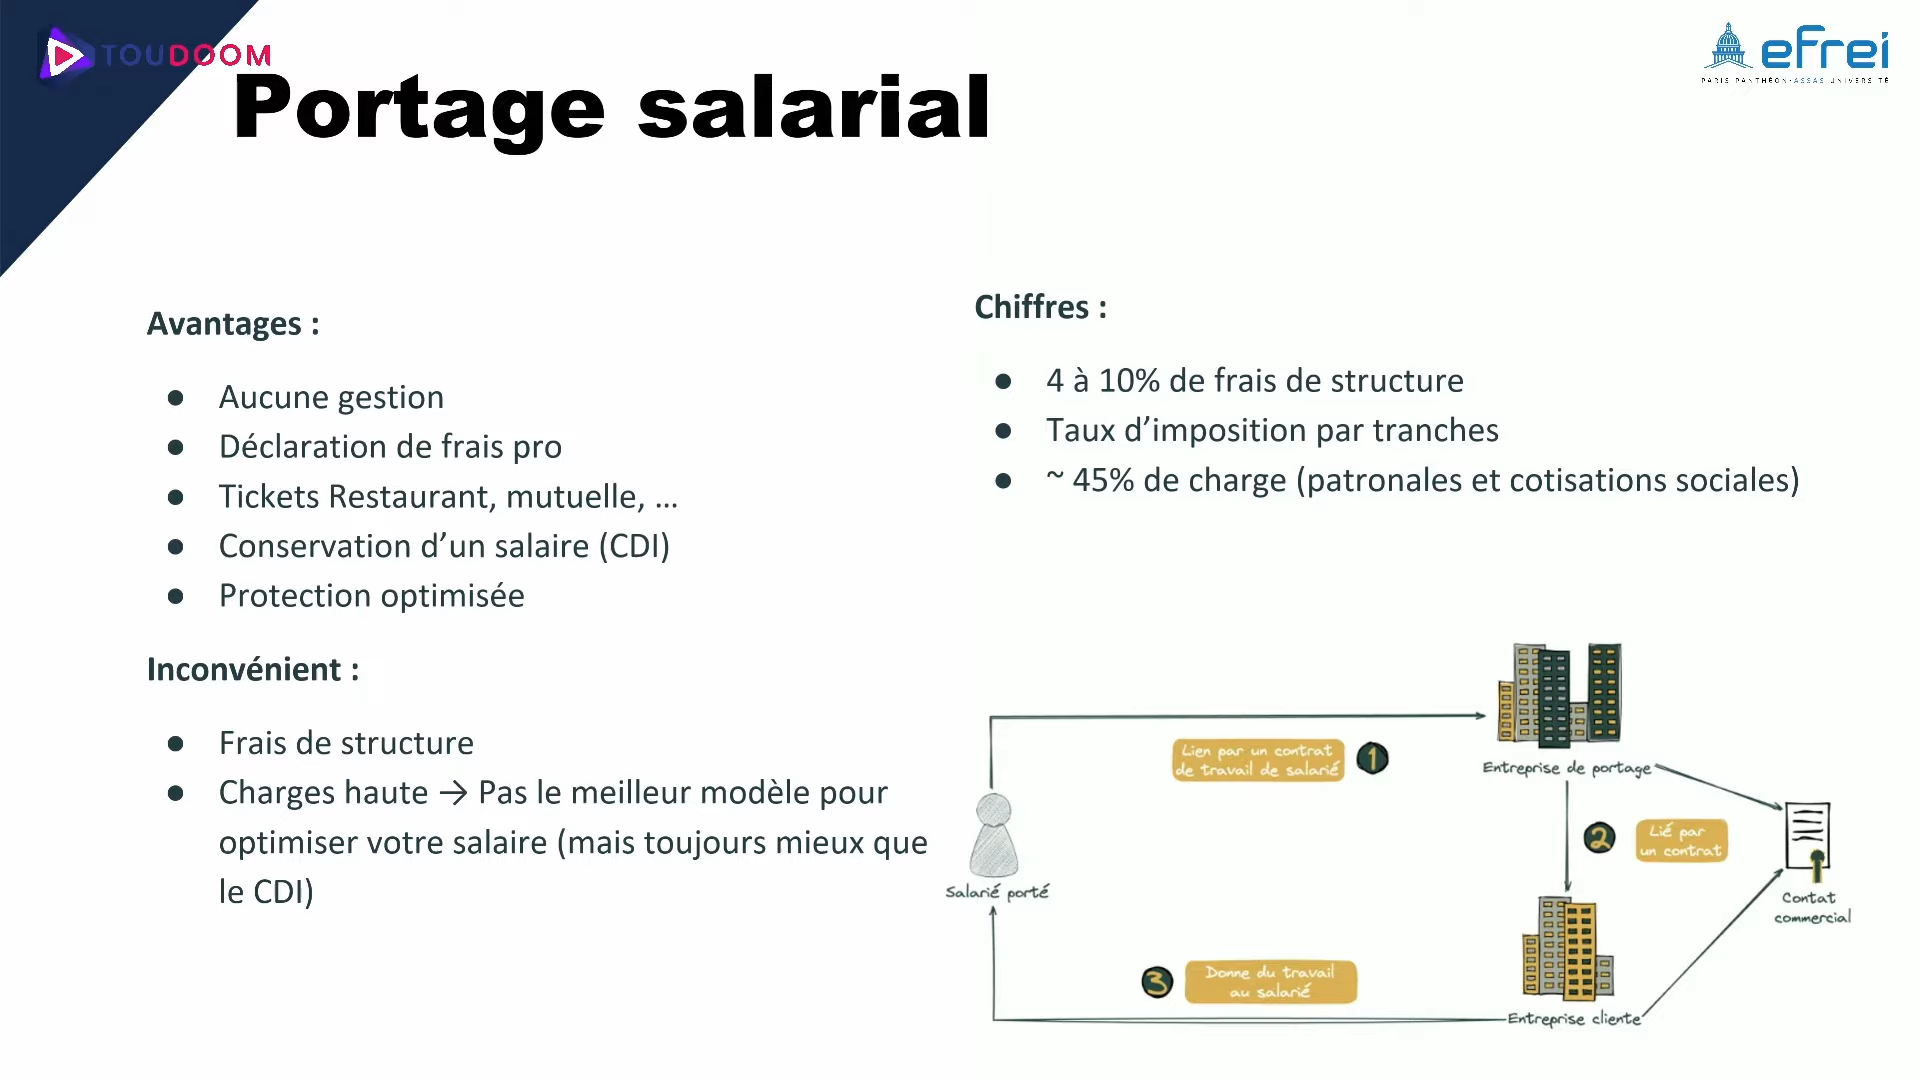 TOUDOOM
efrei
PARIS PANTHÉON-ASSAS UNIVERSITÉ
Portage salarial
Avantages :
● Aucune gestion
● Déclaration de frais pro
● Tickets Restaurant, mutuelle, ...
● Conservation d’un salaire (CDI)
● Protection optimisée
Inconvénient :
● Frais de structure
● Charges haute → Pas le meilleur modèle pour
optimiser votre salaire (mais toujours mieux que
le CDI)
Chiffres :
● 4 à 10% de frais de structure
● Taux d’imposition par tranches
● ~ 45% de charge (patronales et cotisations sociales)
Lien par un contrat
de travail de salarié
1
Entreprise de portage
2
Lié par
un contrat
Salarié porté
Contat
commercial
3
Donne du travail
au salarié
Entreprise cliente